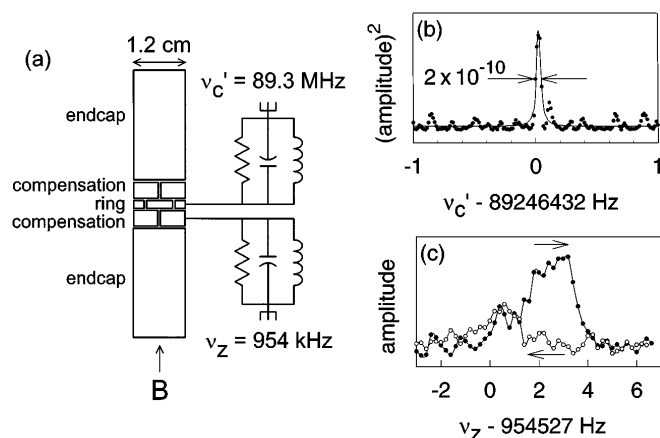 (a)
1.2 cm
endcap
compensation
ring
compensation
endcap
B
ν_c' = 89.3 MHz
ν_z = 954 kHz
(b)
(amplitude)²
2 x 10⁻¹⁰
-1 0 1
ν_c' - 89246432 Hz
(c)
amplitude
-2 0 2 4 6
ν_z - 954527 Hz